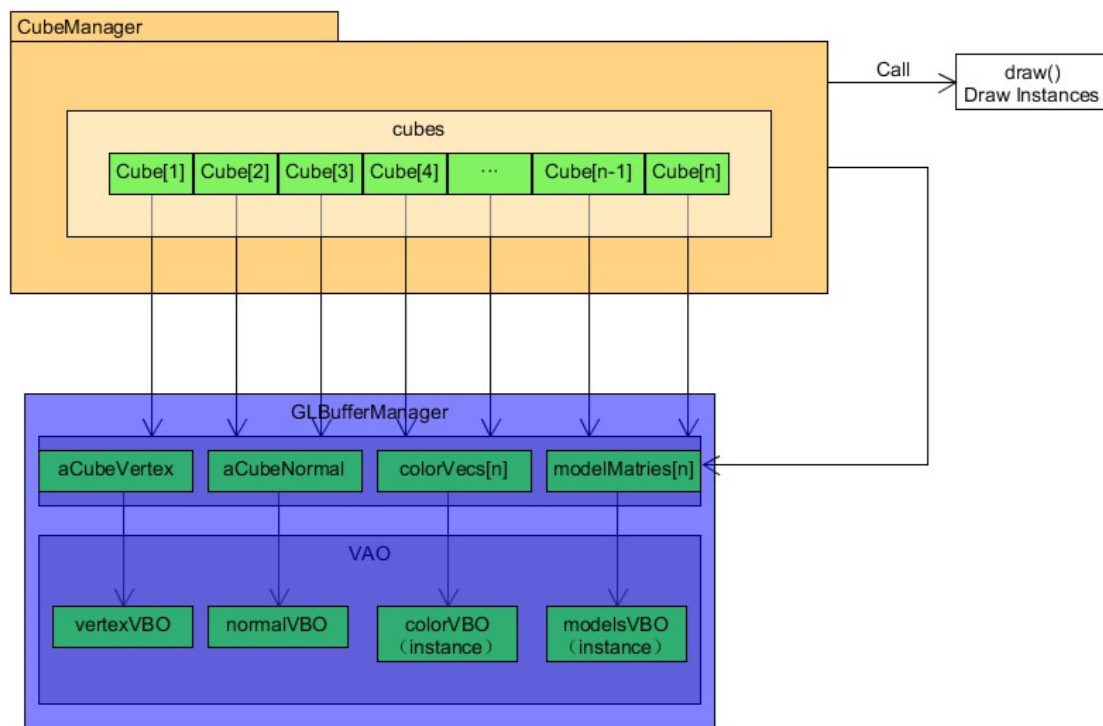 CubeManager
Call
draw()
Draw Instances
cubes
Cube[1] Cube[2] Cube[3] Cube[4] ··· Cube[n-1] Cube[n]
GLBufferManager
aCubeVertex aCubeNormal colorVecs[n] modelMatries[n]
VAO
vertexVBO normalVBO colorVBO modelsVBO
（instance） （instance）